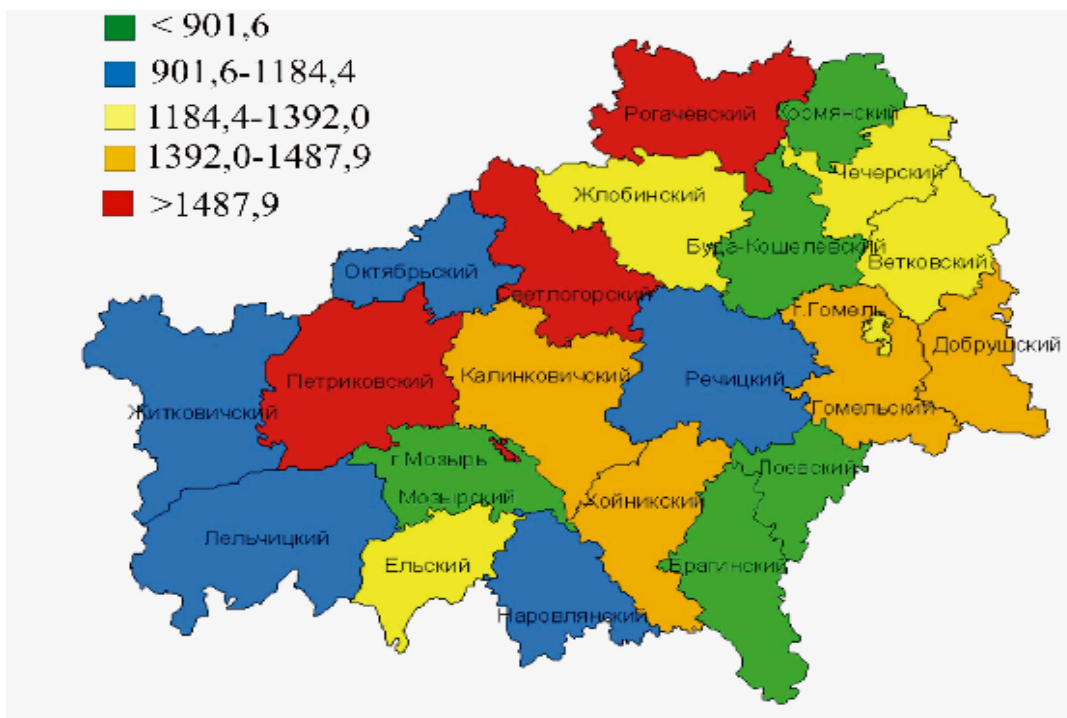 < 901,6
901,6-1184,4
1184,4-1392,0
1392,0-1487,9
>1487,9
Рогачевский
Кормянский
Чечерский
Жлобинский
Буда-Кошелевский
Ветковский
Октябрьский
Светлогорский
г.Гомель
Добрушский
Петриковский
Калинковичский
Речицкий
Житковичский
Гомельский
г.Мозырь
Лоевский
Мозырский
Хойникский
Лельчицкий
Ельский
Брагинский
Наровлянский